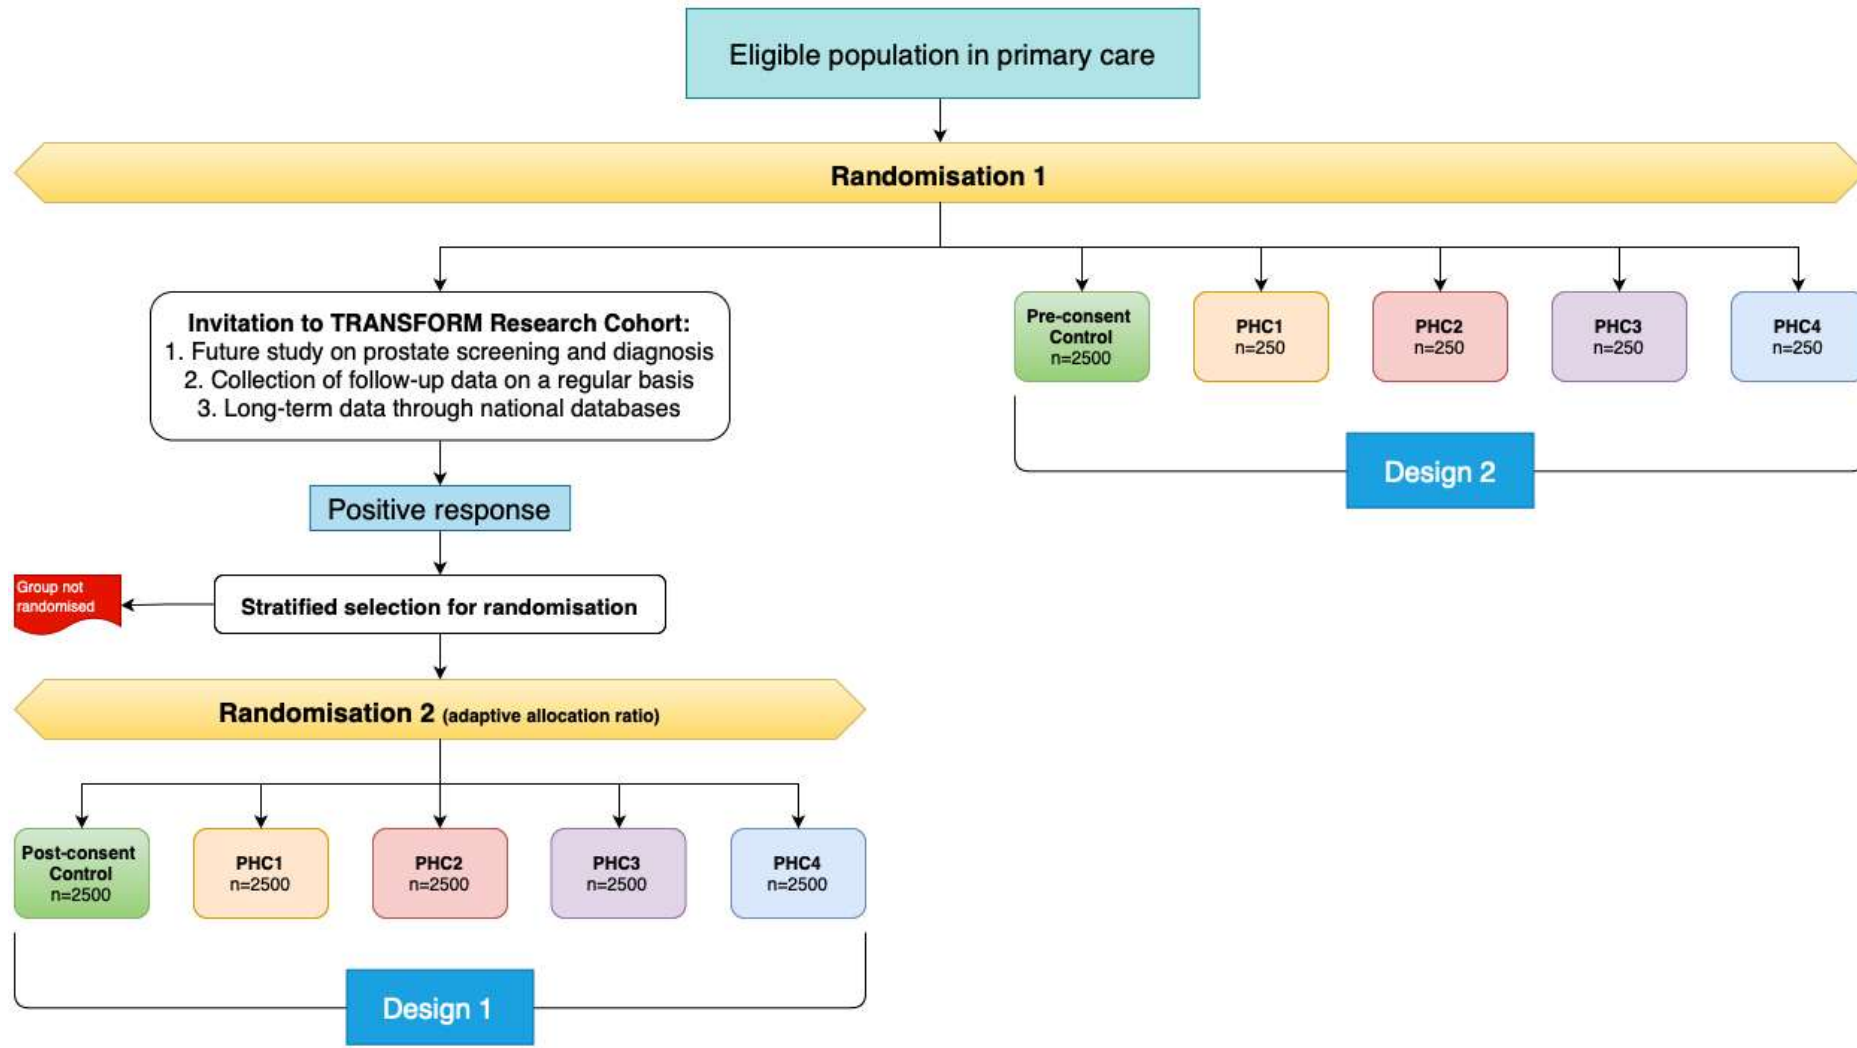 Eligible population in primary care
Randomisation 1
Invitation to TRANSFORM Research Cohort:
1. Future study on prostate screening and diagnosis
2. Collection of follow-up data on a regular basis
3. Long-term data through national databases
Pre-consent
Control
n=2500
PHC1
n=250
PHC2
n=250
PHC3
n=250
PHC4
n=250
Design 2
Positive response
Group not
randomised
Stratified selection for randomisation
Randomisation 2 (adaptive allocation ratio)
Post-consent
Control
n=2500
PHC1
n=2500
PHC2
n=2500
PHC3
n=2500
PHC4
n=2500
Design 1